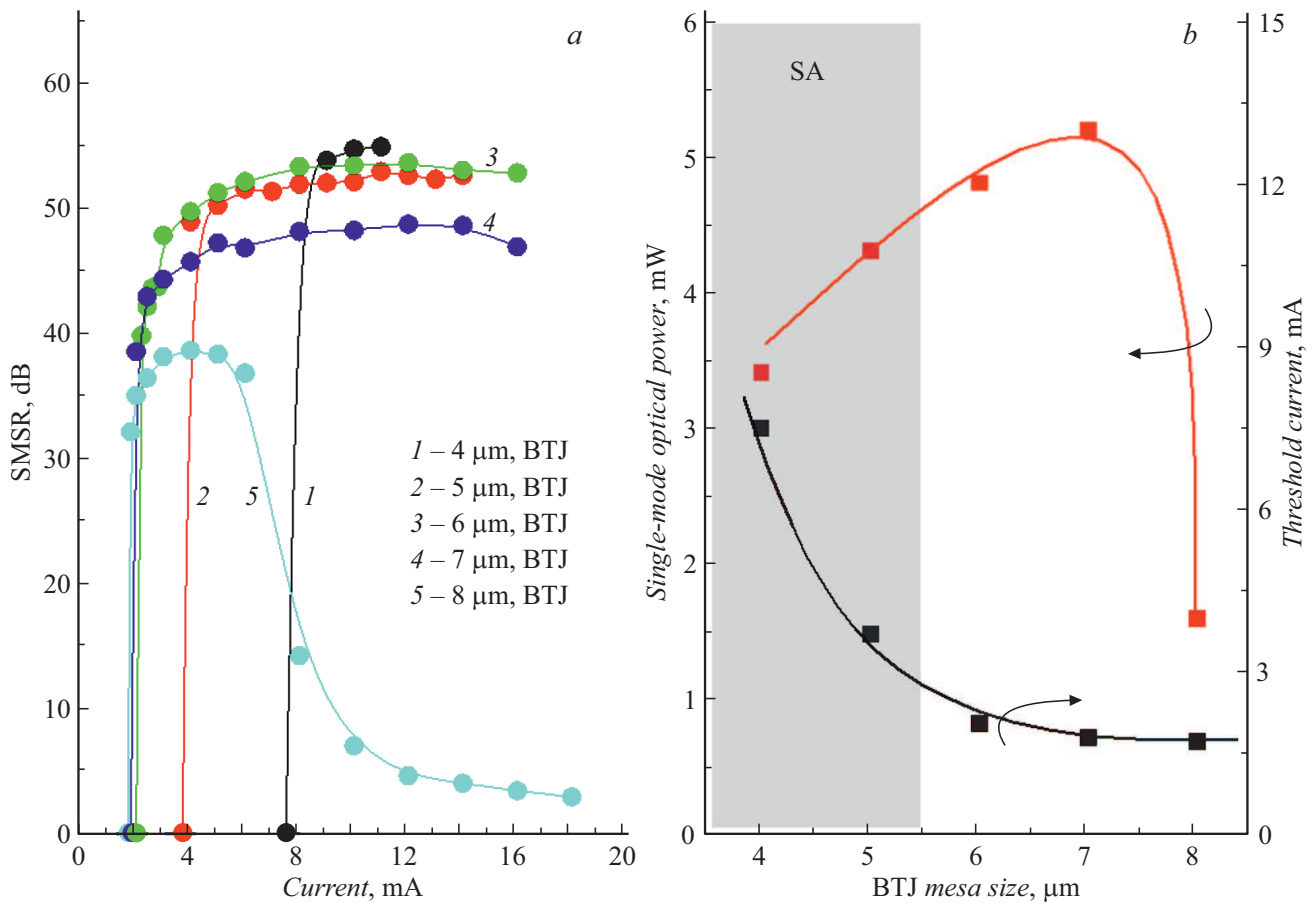 a
SMSR, dB
60
50
40
30
20
10
0
0
4
8
12
16
20
Current, mA
3
4
2
5
1
1 – 4 μm, BTJ
2 – 5 μm, BTJ
3 – 6 μm, BTJ
4 – 7 μm, BTJ
5 – 8 μm, BTJ
b
SA
Single-mode optical power, mW
6
5
4
3
2
1
0
4
5
6
7
8
BTJ mesa size, μm
15
12
9
6
3
0
Threshold current, mA